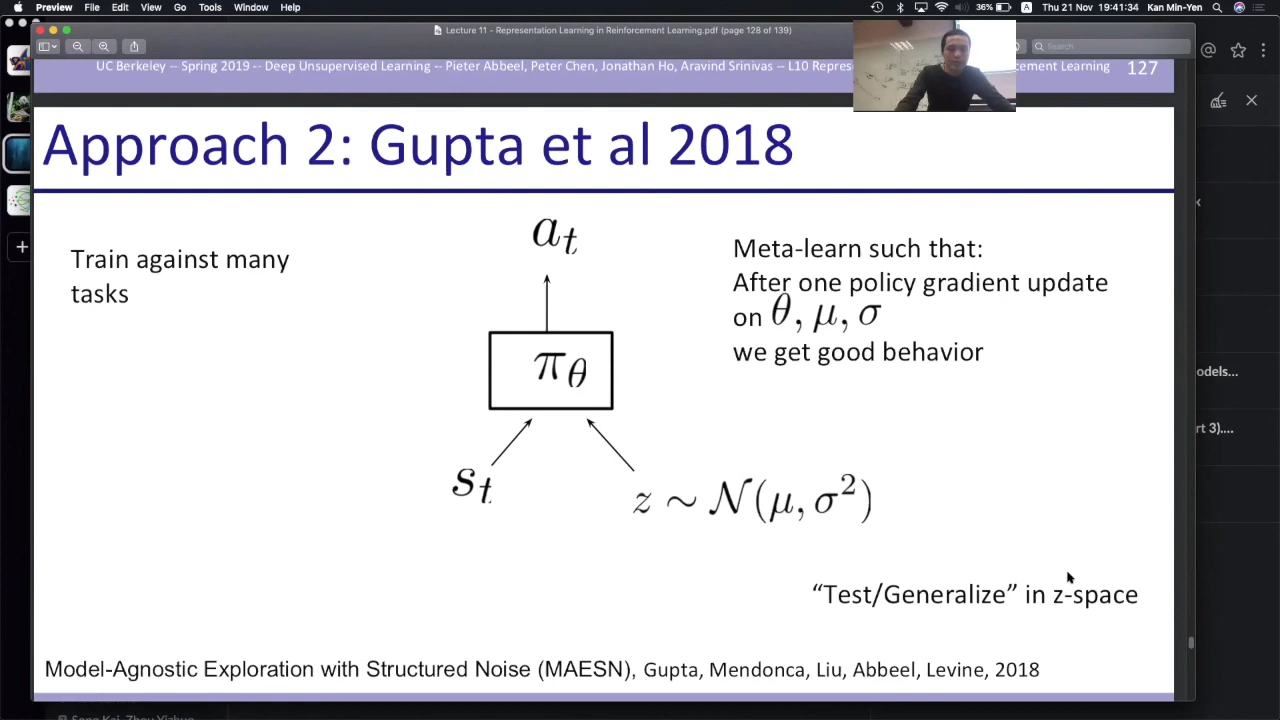 Preview File Edit View Go Tools Window Help 36% Thu 21 Nov 19:41:34 Kan Min-Yen
Lecture 11 - Representation Learning in Reinforcement Learning.pdf (page 128 of 139)
Search
UC Berkeley -- Spring 2019 -- Deep Unsupervised Learning -- Pieter Abbeel, Peter Chen, Jonathan Ho, Aravind Srinivas -- L10 Repres
cement Learning 127
Approach 2: Gupta et al 2018
Train against many
tasks
a_t
π_θ
s_t
z ∼ N(μ, σ²)
Meta-learn such that:
After one policy gradient update
on θ, μ, σ
we get good behavior
“Test/Generalize” in z-space
Model-Agnostic Exploration with Structured Noise (MAESN), Gupta, Mendonca, Liu, Abbeel, Levine, 2018
odels...
rt 3)....